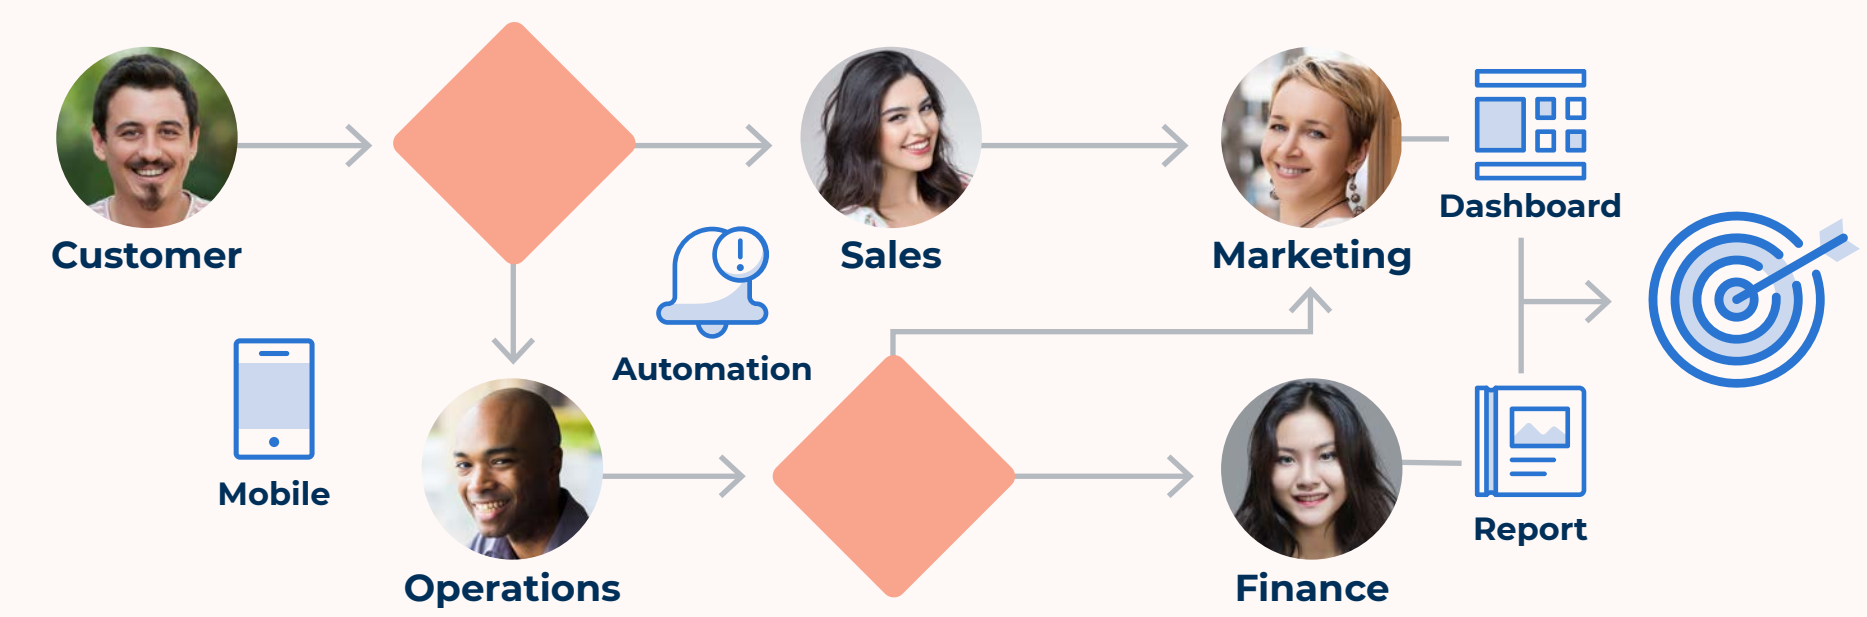 Customer
Sales
Marketing
Dashboard
Automation
Mobile
Operations
Finance
Report